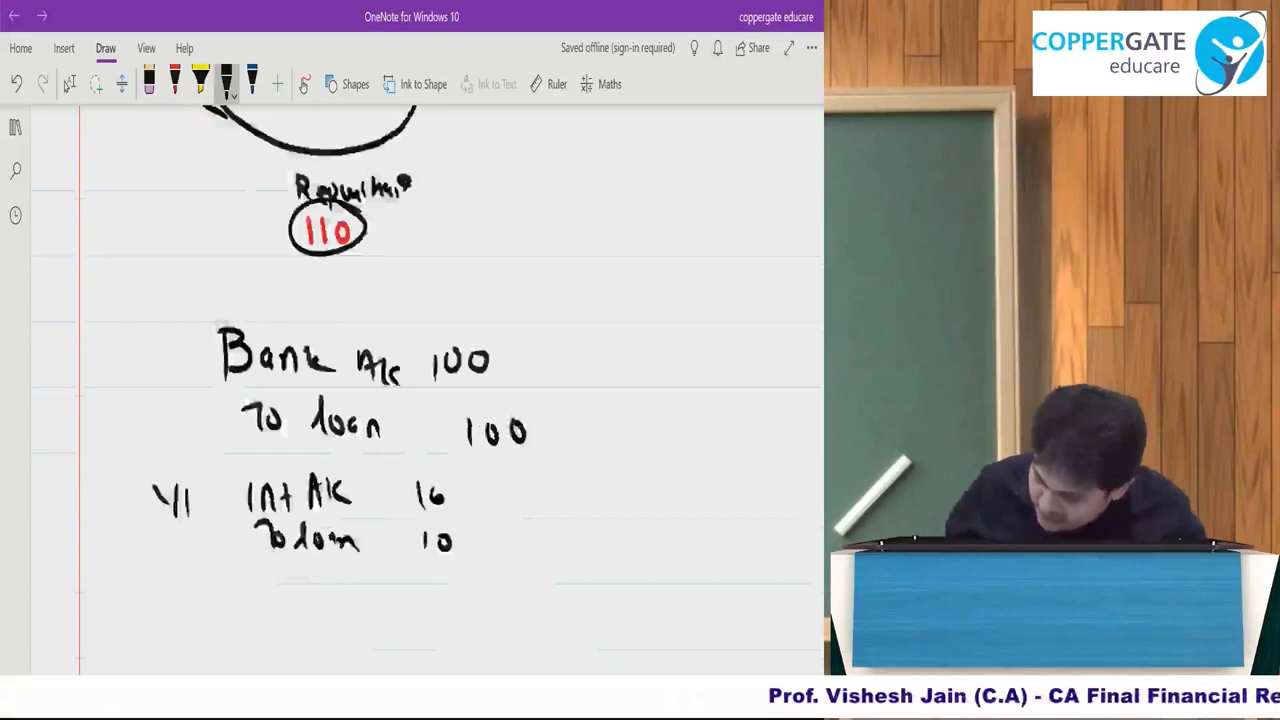 OneNote for Windows 10
coppergate educare
Home Insert Draw View Help
Saved offline (sign-in required) Share
Shapes Ink to Shape Ink to Text Ruler Maths
COPPERGATE
educare
110
Bank A/c 100
To loan 100
Y1 Int A/c 10
To loan 10
Prof. Vishesh Jain (C.A) - CA Final Financial Re